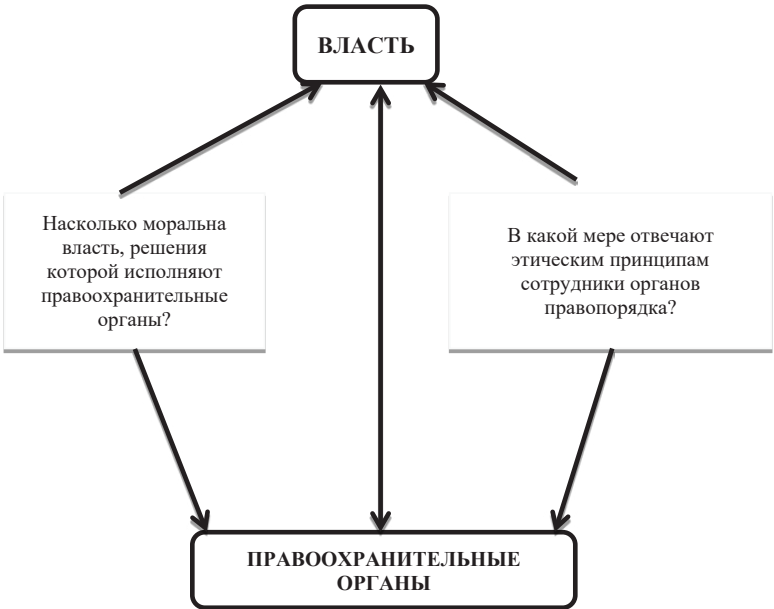 ВЛАСТЬ
Насколько моральна
власть, решения
которой исполняют
правоохранительные
органы?
В какой мере отвечают
этическим принципам
сотрудники органов
правопорядка?
ПРАВООХРАНИТЕЛЬНЫЕ
ОРГАНЫ